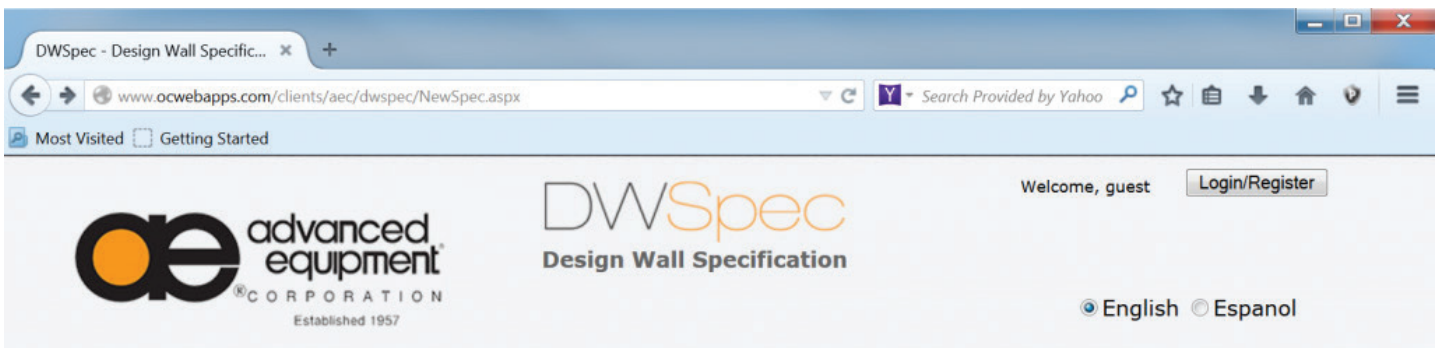 DWSpec - Design Wall Specific...
www.ocwebapps.com/clients/aec/dwspec/NewSpec.aspx
Search Provided by Yahoo
Most Visited Getting Started
Welcome, guest
Login/Register
DWSpec
Design Wall Specification
ae advanced
equipment
®CORPORATION
Established 1957
English Espanol